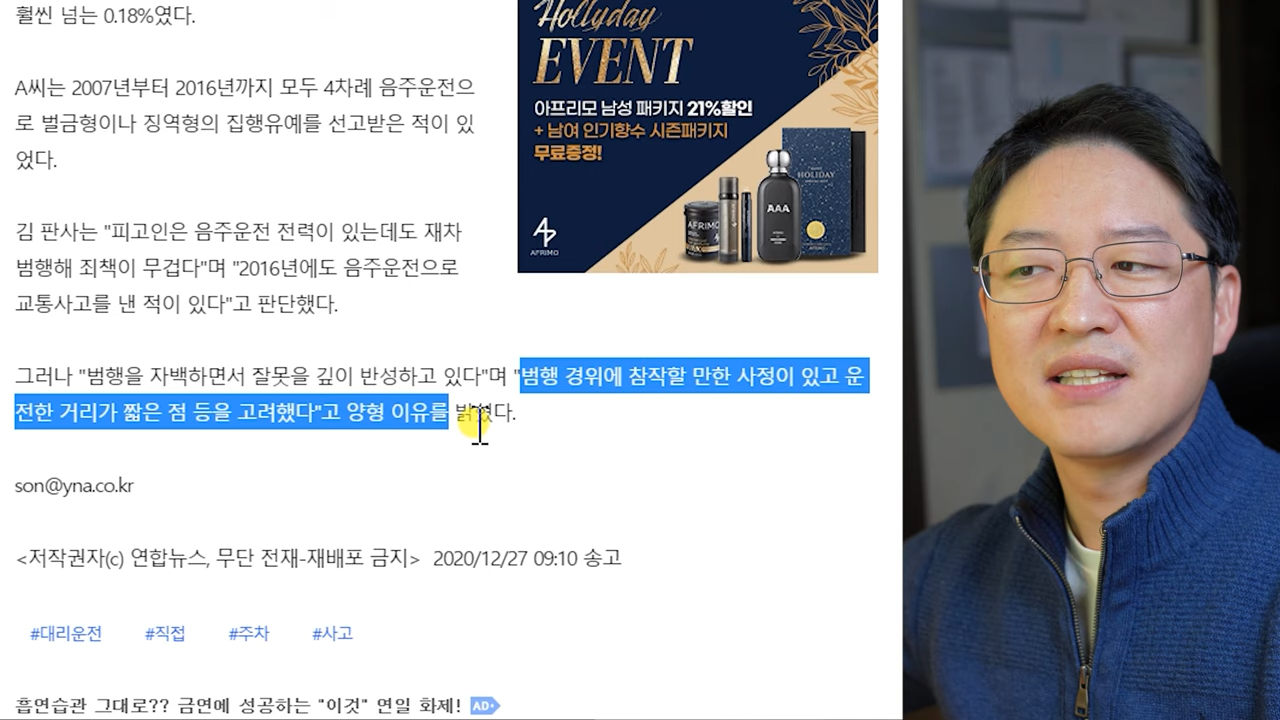 훨씬 넘는 0.18%였다.
A씨는 2007년부터 2016년까지 모두 4차례 음주운전으
로 벌금형이나 징역형의 집행유예를 선고받은 적이 있
었다.
김 판사는 "피고인은 음주운전 전력이 있는데도 재차
범행해 죄책이 무겁다"며 "2016년에도 음주운전으로
교통사고를 낸 적이 있다"고 판단했다.
그러나 "범행을 자백하면서 잘못을 깊이 반성하고 있다"며 "범행 경위에 참작할 만한 사정이 있고 운
전한 거리가 짧은 점 등을 고려했다"고 양형 이유를 밝혔다.
son@yna.co.kr
<저작권자(c) 연합뉴스, 무단 전재-재배포 금지> 2020/12/27 09:10 송고
#대리운전 #직접 #주차 #사고
흡연습관 그대로?? 금연에 성공하는 "이것" 연일 화제! AD
Hollyday
EVENT
아프리모 남성 패키지 21%할인
+ 남여 인기향수 시즌패키지
무료증정!
AFRIMO
HOLIDAY
AAA
AFRIMO